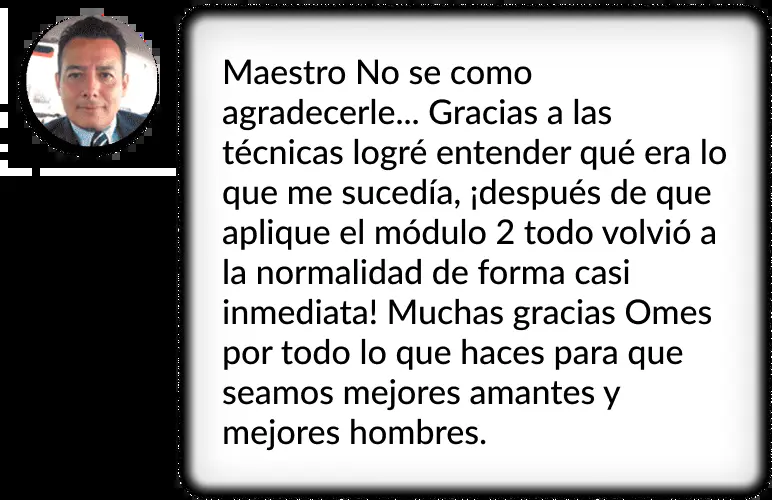 Maestro No se como
agradecerle... Gracias a las
técnicas logré entender qué era lo
que me sucedía, ¡después de que
aplique el módulo 2 todo volvió a
la normalidad de forma casi
inmediata! Muchas gracias Omes
por todo lo que haces para que
seamos mejores amantes y
mejores hombres.